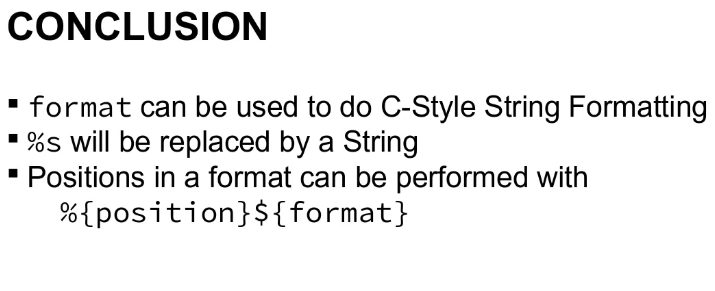 CONCLUSION
▪ format can be used to do C-Style String Formatting
▪ %s will be replaced by a String
▪ Positions in a format can be performed with
%{position}${format}